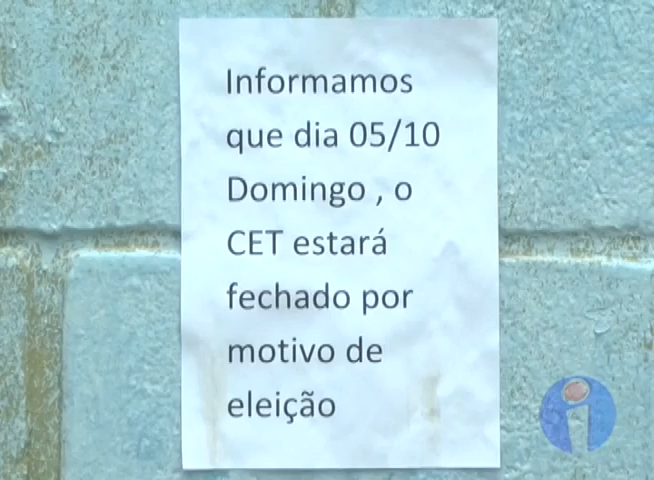 Informamos
que dia 05/10
Domingo , o
CET estará
fechado por
motivo de
eleição